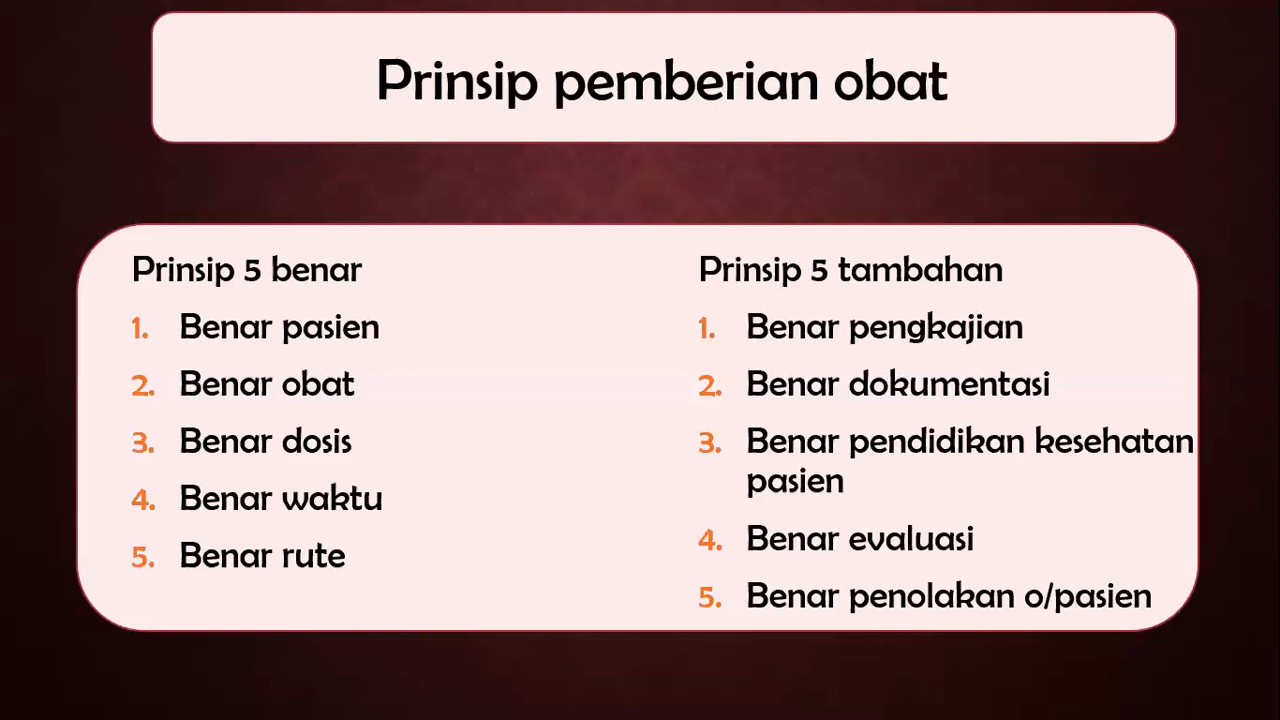 Prinsip pemberian obat
Prinsip 5 benar
1. Benar pasien
2. Benar obat
3. Benar dosis
4. Benar waktu
5. Benar rute
Prinsip 5 tambahan
1. Benar pengkajian
2. Benar dokumentasi
3. Benar pendidikan kesehatan
pasien
4. Benar evaluasi
5. Benar penolakan o/pasien